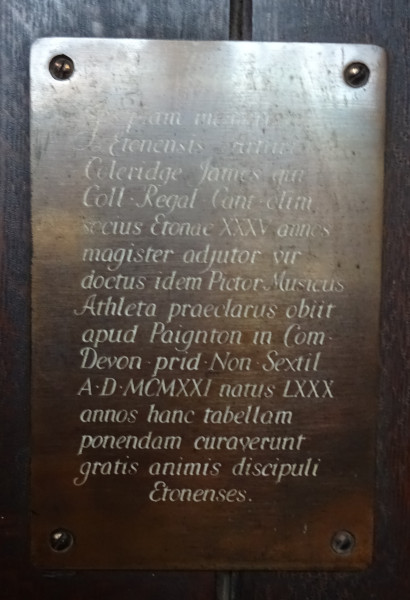 Etonensis
Coleridge James qui
Coll · Regal Cant olim
socius Etonae XXXV annos
magister adjutor vir
doctus idem Pictor Musicus
Athleta praeclarus obiit
apud Paignton in Com·
Devon · prid · Non · Sextil
A·D·MCMXXI natus LXXX
annos hanc tabellam
ponendam curaverunt
gratis animis discipuli
Etonenses.